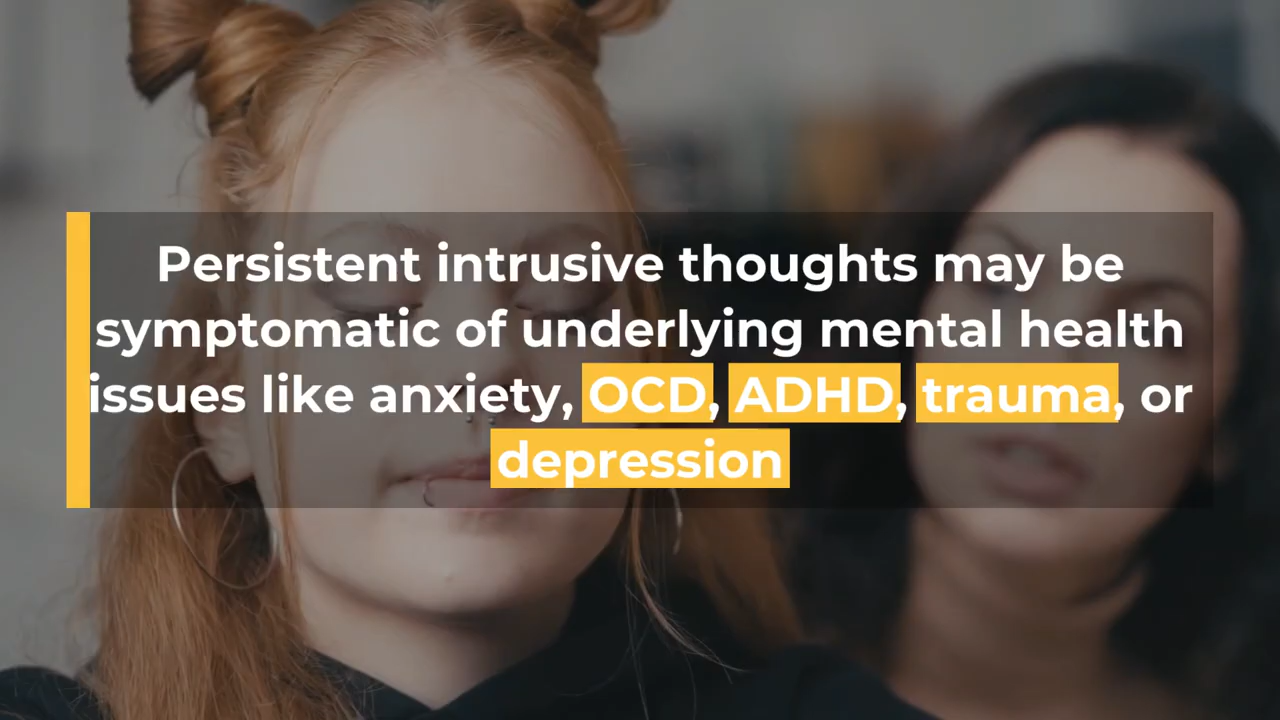 Persistent intrusive thoughts may be
symptomatic of underlying mental health
issues like anxiety, OCD, ADHD, trauma, or
depression